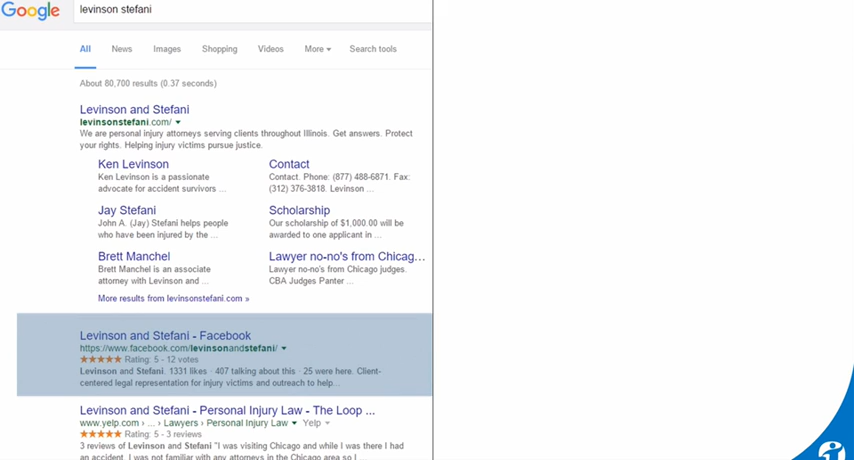 Google
levinson stefani
All News Images Shopping Videos More Search tools
About 80,700 results (0.37 seconds)
Levinson and Stefani
levinsonstefani.com/
We are personal injury attorneys serving clients throughout Illinois. Get answers. Protect
your rights. Helping injury victims pursue justice.
Ken Levinson
Ken Levinson is a passionate
advocate for accident survivors ...
Contact
Contact. Phone: (877) 488-6871. Fax:
(312) 376-3818. Levinson ...
Jay Stefani
John A. (Jay) Stefani helps people
who have been injured by the ...
Scholarship
Our scholarship of $1,000.00 will be
awarded to one applicant in ...
Brett Manchel
Brett Manchel is an associate
attorney with Levinson and ...
Lawyer no-no's from Chicag...
Lawyer no-no's from Chicago judges.
CBA Judges Panter ...
More results from levinsonstefani.com »
Levinson and Stefani - Facebook
https://www.facebook.com/levinsonandstefani/
Rating: 5 - 12 votes
Levinson and Stefani. 1331 likes · 407 talking about this · 25 were here. Client-
centered legal representation for injury victims and outreach to help...
Levinson and Stefani - Personal Injury Law - The Loop ...
www.yelp.com › ... › Lawyers › Personal Injury Law Yelp
Rating: 5 - 3 reviews
3 reviews of Levinson and Stefani "I was visiting Chicago and while I was there I had
an accident. I was not familiar with any attorneys in the Chicago area so I ...